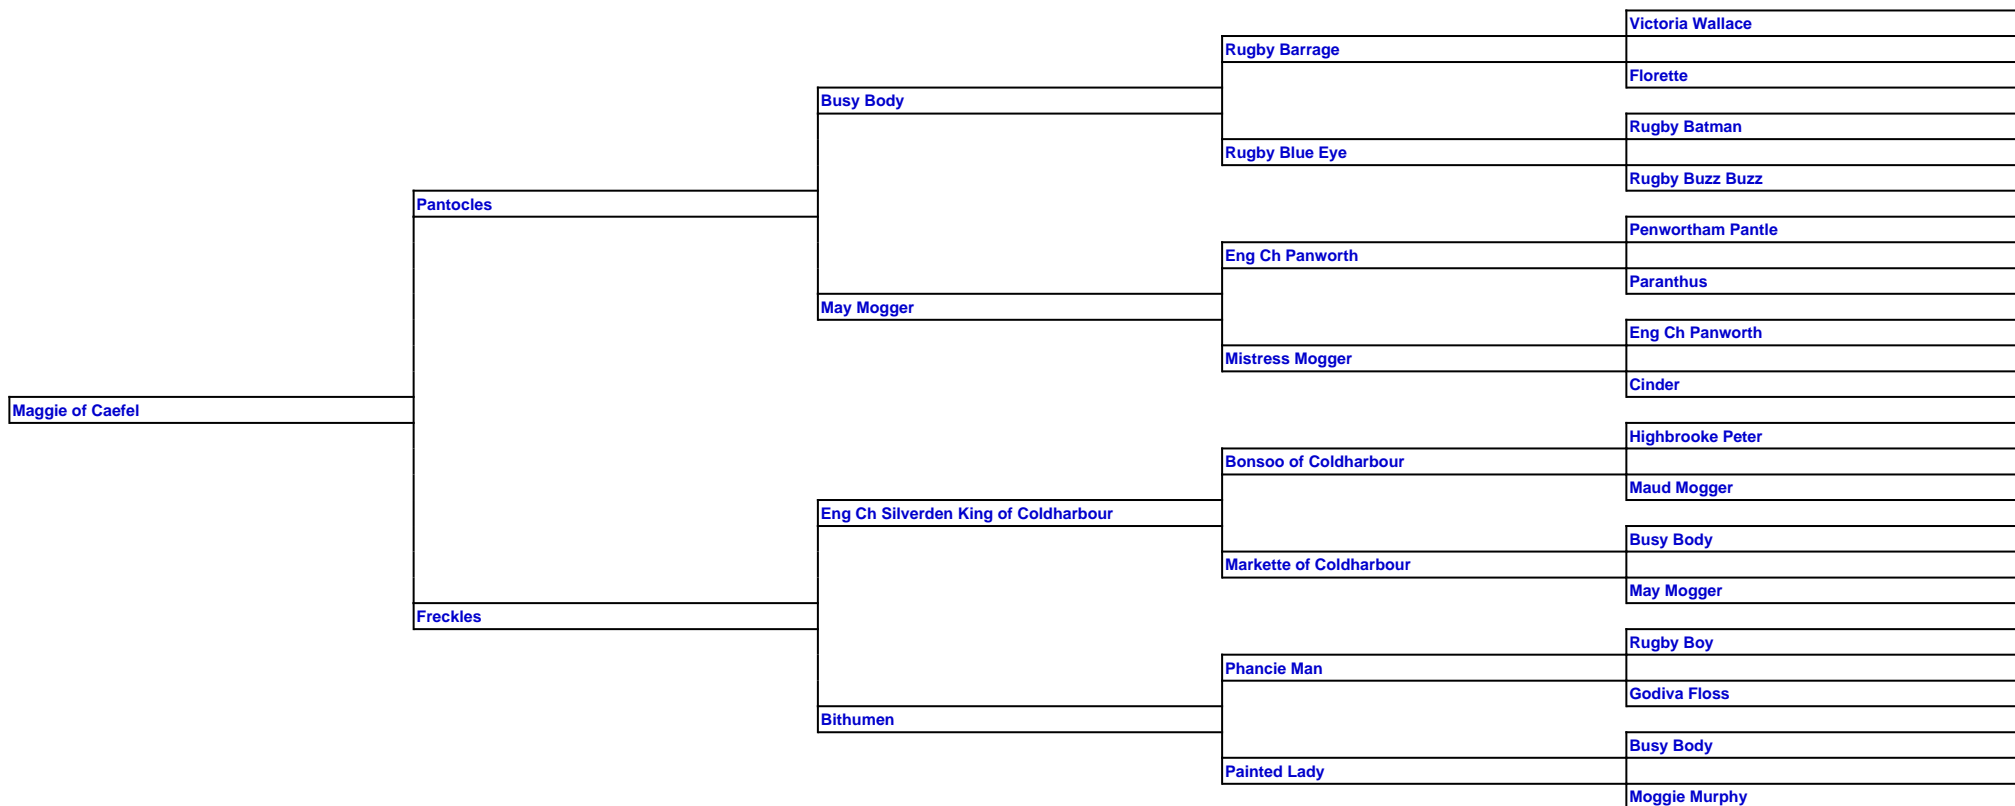 Victoria Wallace
Rugby Barrage
Florette
Busy Body
Rugby Batman
Rugby Blue Eye
Rugby Buzz Buzz
Pantocles
Penwortham Pantle
Eng Ch Panworth
Paranthus
May Mogger
Eng Ch Panworth
Mistress Mogger
Cinder
Maggie of Caefel
Highbrooke Peter
Bonsoo of Coldharbour
Maud Mogger
Eng Ch Silverden King of Coldharbour
Busy Body
Markette of Coldharbour
May Mogger
Freckles
Rugby Boy
Phancie Man
Godiva Floss
Bithumen
Busy Body
Painted Lady
Moggie Murphy